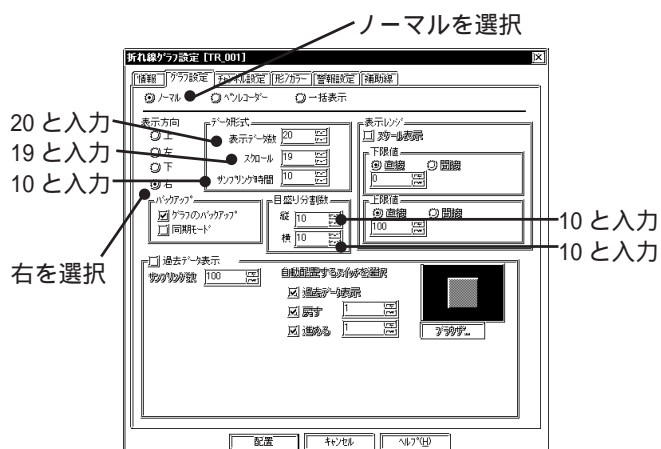 ノーマルを選択
折れ線グラフ設定 [TR_001]
情報 グラフ設定 チャンネル設定 形/カラー 警報設定 補助線
ノーマル ペンレコーダー 一括表示
表示方向
上
左
下
右
データ形式
表示データ数 20
スクロール 19
サンプリング時間 10
表示レンジ
スケール表示
下限値
直接 間接
0
上限値
直接 間接
100
バックアップ
グラフのバックアップ
同期モード
目盛り分割数
縦 10
横 10
20 と入力
19 と入力
10 と入力
右を選択
10 と入力
10 と入力
過去データ表示
サンプリング数 100
自動配置するスイッチを選択
過去データ表示
戻す 1
進める 1
ブラウザ...
配置 キャンセル ヘルプ(H)